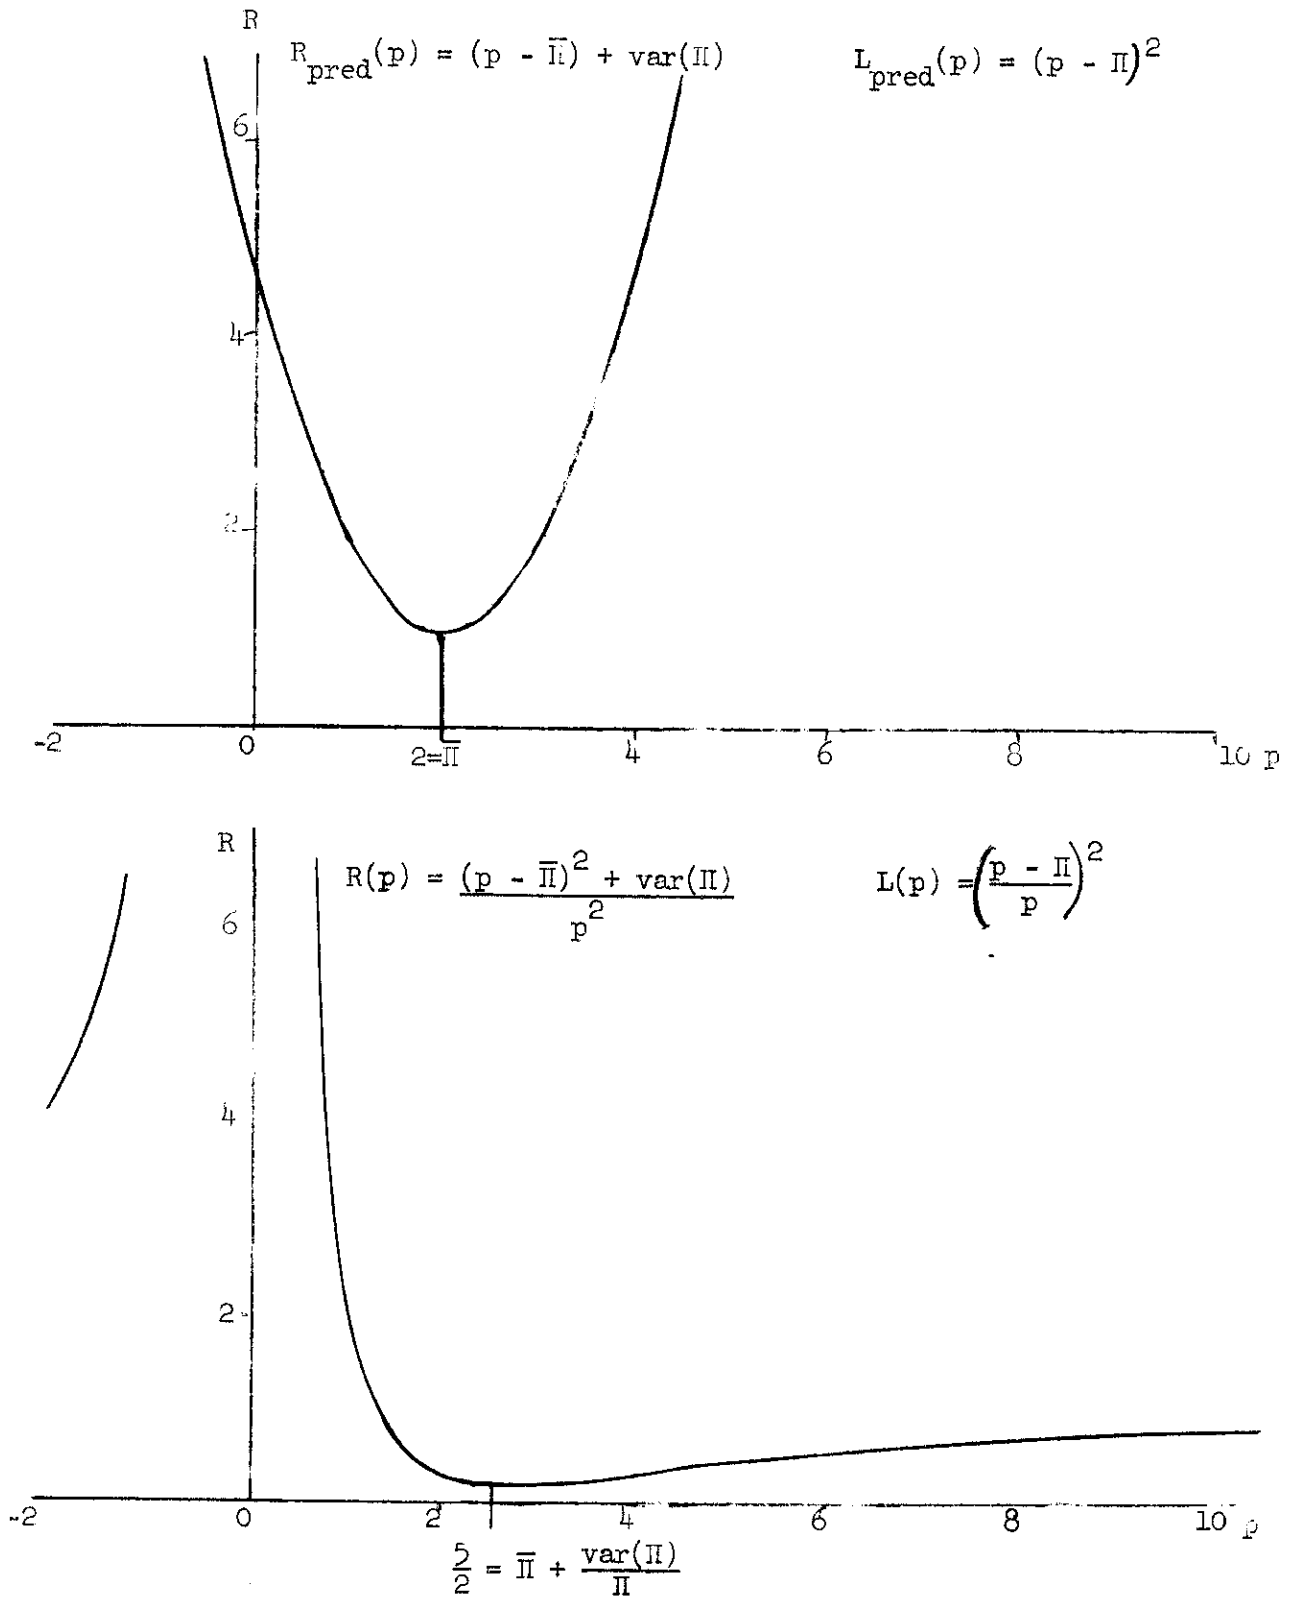 R
R_pred(p) = (p - Π̅) + var(Π)    L_pred(p) = (p - Π)²
6
4
2
-2 0 2=Π̅ 4 6 8 10 p
R
R(p) = ((p - Π̅)² + var(Π)) / p²    L(p) = ((p - Π) / p)²
6
4
2
-2 0 2 4 6 8 10 p
5/2 = Π̅ + var(Π)/Π